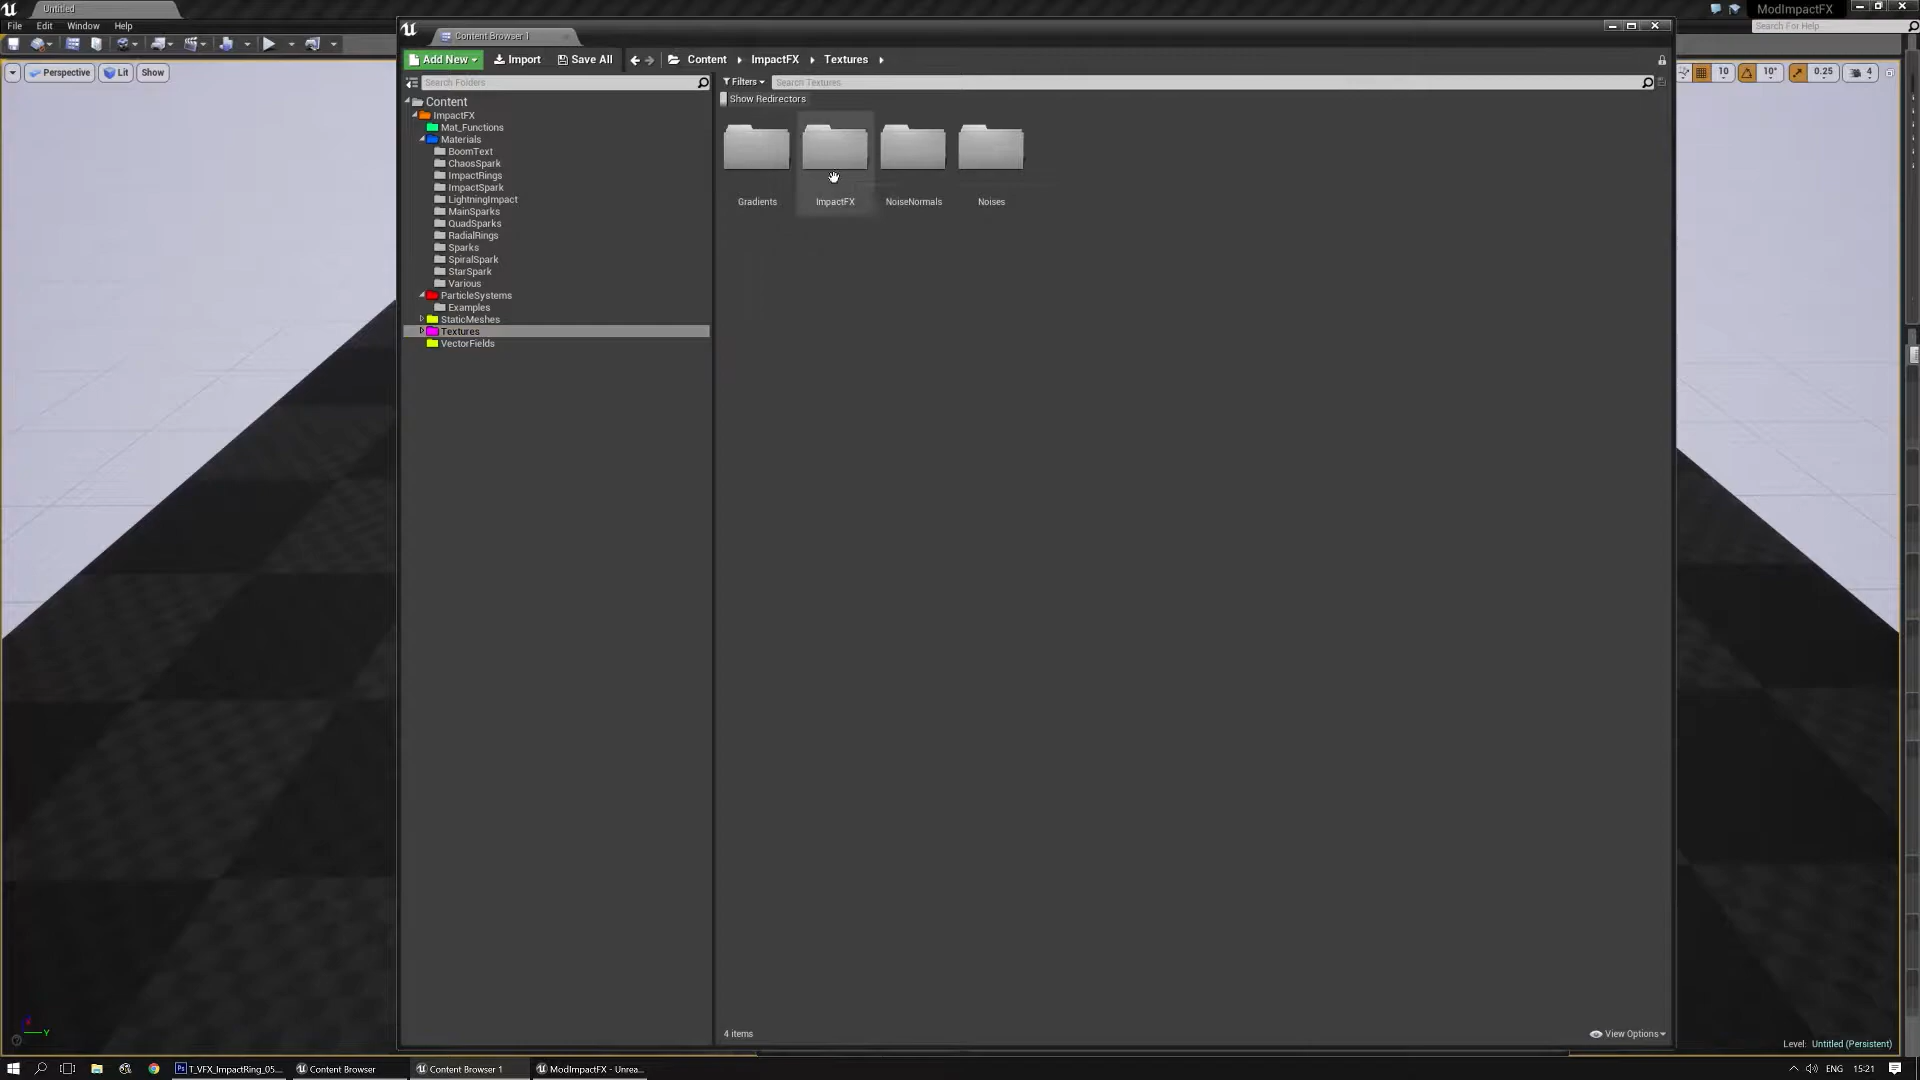 Untitled
ModImpactFX
File Edit Window Help
Search For Help
Content Browser 1
Add New Import Save All Content ImpactFX Textures
Perspective Lit Show
10 10° 0.25 4
Search Folders
Filters Search Textures
Show Redirectors
Content
ImpactFX
Mat_Functions
Materials
BoomText
ChaosSpark
ImpactRings
ImpactSpark
LightningImpact
MainSparks
QuadSparks
RadialRings
Sparks
SpiralSpark
StarSpark
Various
ParticleSystems
Examples
StaticMeshes
Textures
VectorFields
Gradients ImpactFX NoiseNormals Noises
4 items
View Options
Level: Untitled (Persistent)
Y
T_VFX_ImpactRing_05... Content Browser Content Browser 1 ModImpactFX - Unrea... ENG 15:21